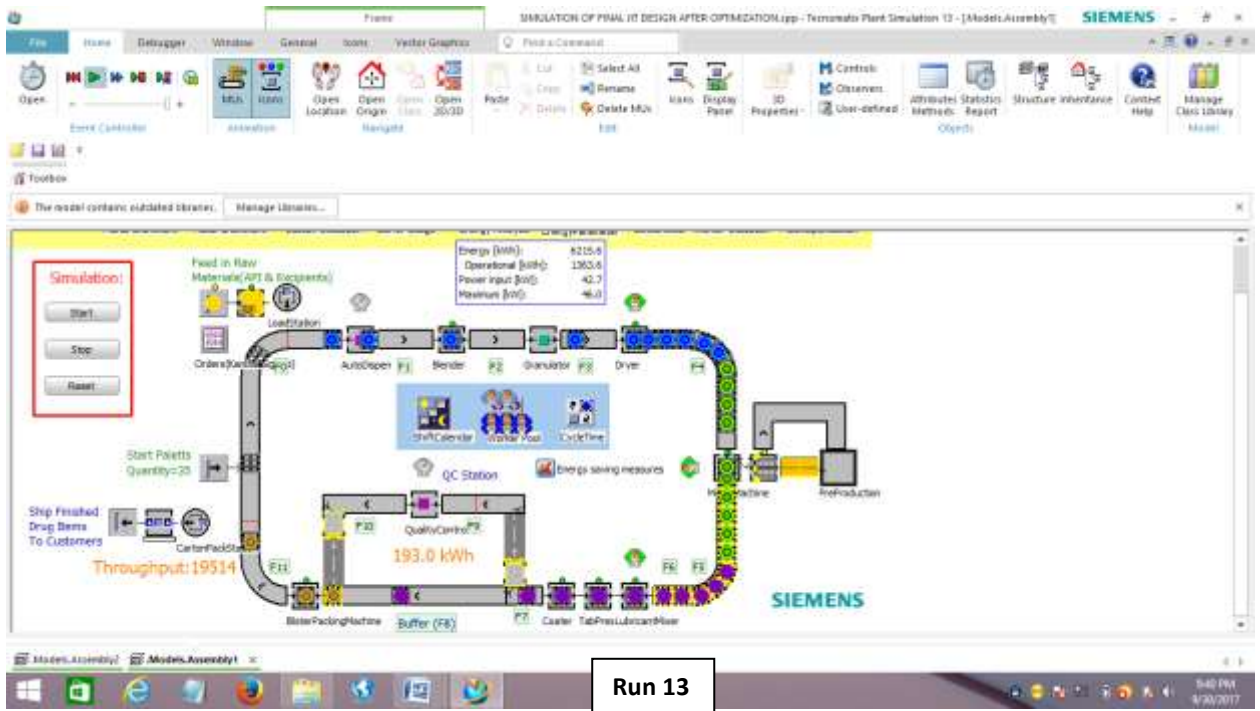 Frame
SIMULATION OF FINAL JIT DESIGN AFTER OPTIMIZATION.spp - Tecnomatix Plant Simulation 13 - [.Models.Assembly1]
SIEMENS
File Home Debugger Window General Icons Vector Graphics Find a Command
Open
MUs Icons
Open Location
Open Origin
Open 2D/3D
Paste
Cut
Copy
Delete
Select All
Rename
Delete MUs
Icons
Display Panel
3D Properties
Controls
Observers
User-defined
Attributes Methods
Statistics Report
Structure Inheritance
Context Help
Manage Class Library
Event Controller Animation Navigate Edit Objects Model
Toolbox
The model contains outdated libraries. Manage Libraries...
Energy [kWh]: 6215.6
Operational [kWh]: 1363.6
Power input [kW]: 42.7
Maximum [kW]: 46.0
Simulation:
Start
Stop
Reset
Feed in Raw
Materials(API & Excipients)
LoadStation
AutoDispen F1 Blender F2 Granulator F3 Dryer F4
ShiftCalendar Worker Pool CycleTime
Start Paletts
Quantity=35
QC Station
Energy saving measures
PreProduction
Ship Finished
Drug Items
To Customers
Throughput:19514
F10 QualityControl F9
193.0 kWh
F11
F6 F5
SIEMENS
BlisterPackingMachine Buffer (F8) F7 Coater TabPress LubricantMixer
.Models.Assembly2 .Models.Assembly1
Run 13
9:40 PM
9/30/2017